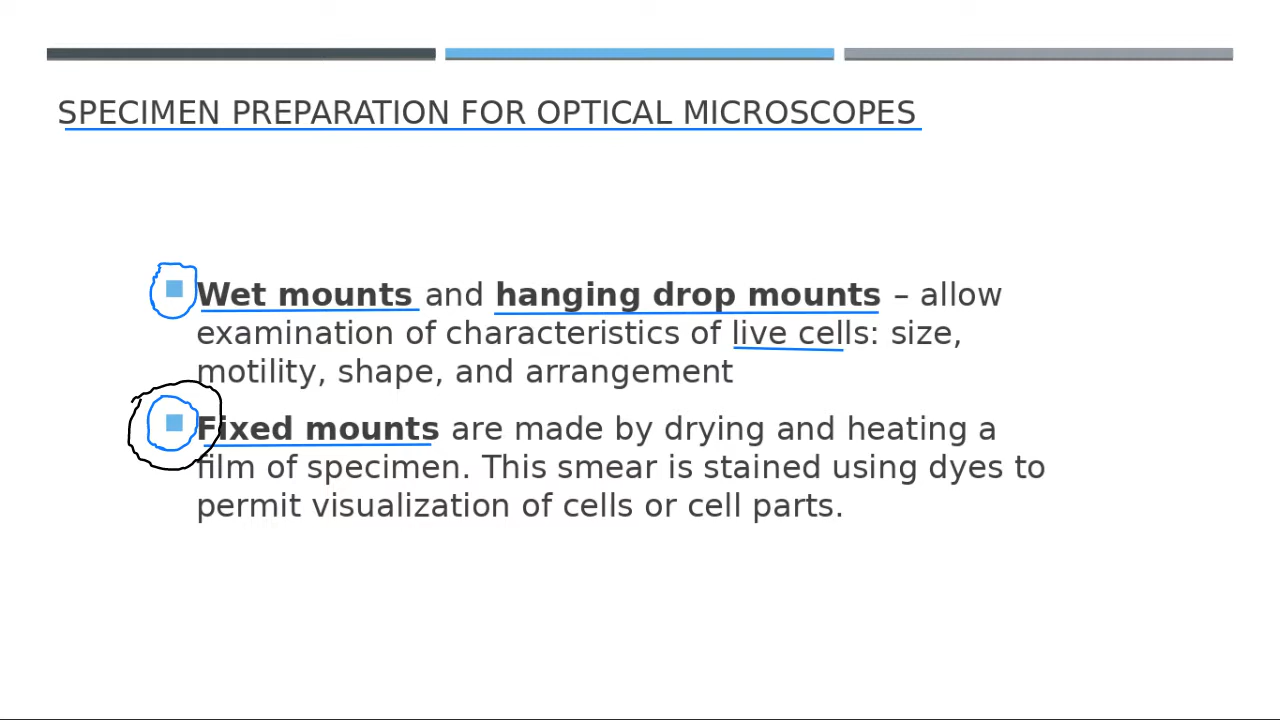 SPECIMEN PREPARATION FOR OPTICAL MICROSCOPES
Wet mounts and hanging drop mounts – allow
examination of characteristics of live cells: size,
motility, shape, and arrangement
Fixed mounts are made by drying and heating a
film of specimen. This smear is stained using dyes to
permit visualization of cells or cell parts.